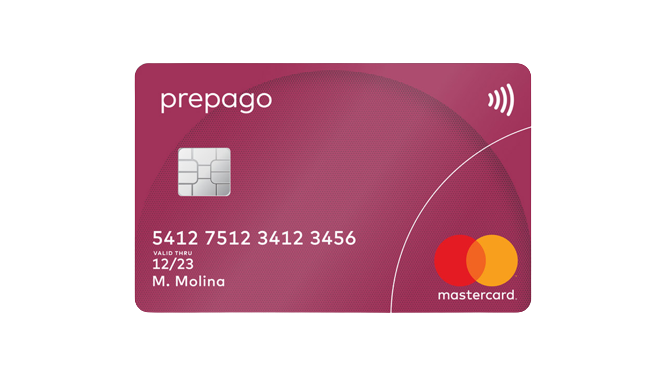 prepago
5412 7512 3412 3456
VALID THRU
12/23
M. Molina
mastercard.